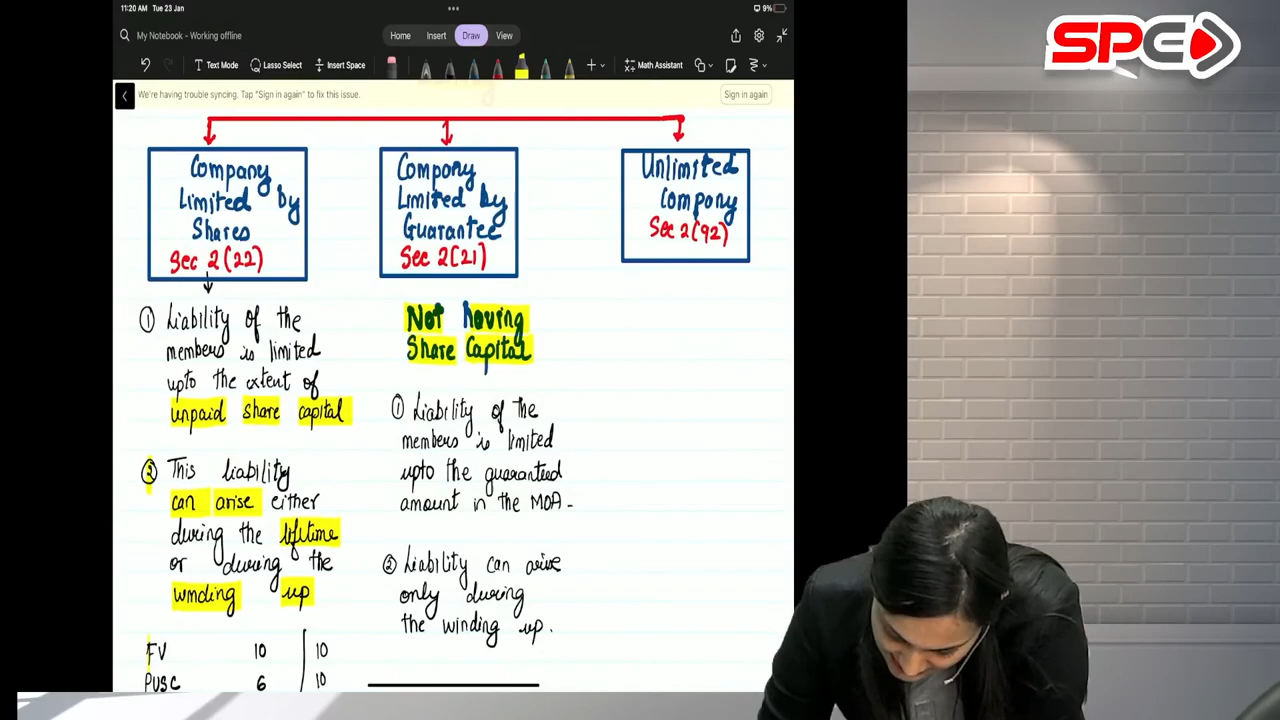 11:20 AM Tue 23 Jan
9%
My Notebook - Working offline
Home Insert Draw View
Text Mode Lasso Select Insert Space Math Assistant
We're having trouble syncing. Tap "Sign in again" to fix this issue.
Sign in again
SPC
Company
Limited by
Shares
Sec 2(22)
① Liability of the
members is limited
upto the extent of
unpaid share capital
② This liability
can arise either
during the lifetime
or during the
winding up
FV 10 10
PUSC 6 10
Company
Limited by
Guarantee
Sec 2(21)
Not having
Share Capital
① Liability of the
members is limited
upto the guaranteed
amount in the MOA -
② Liability can arise
only during
the winding up.
Unlimited
Company
Sec 2(92)